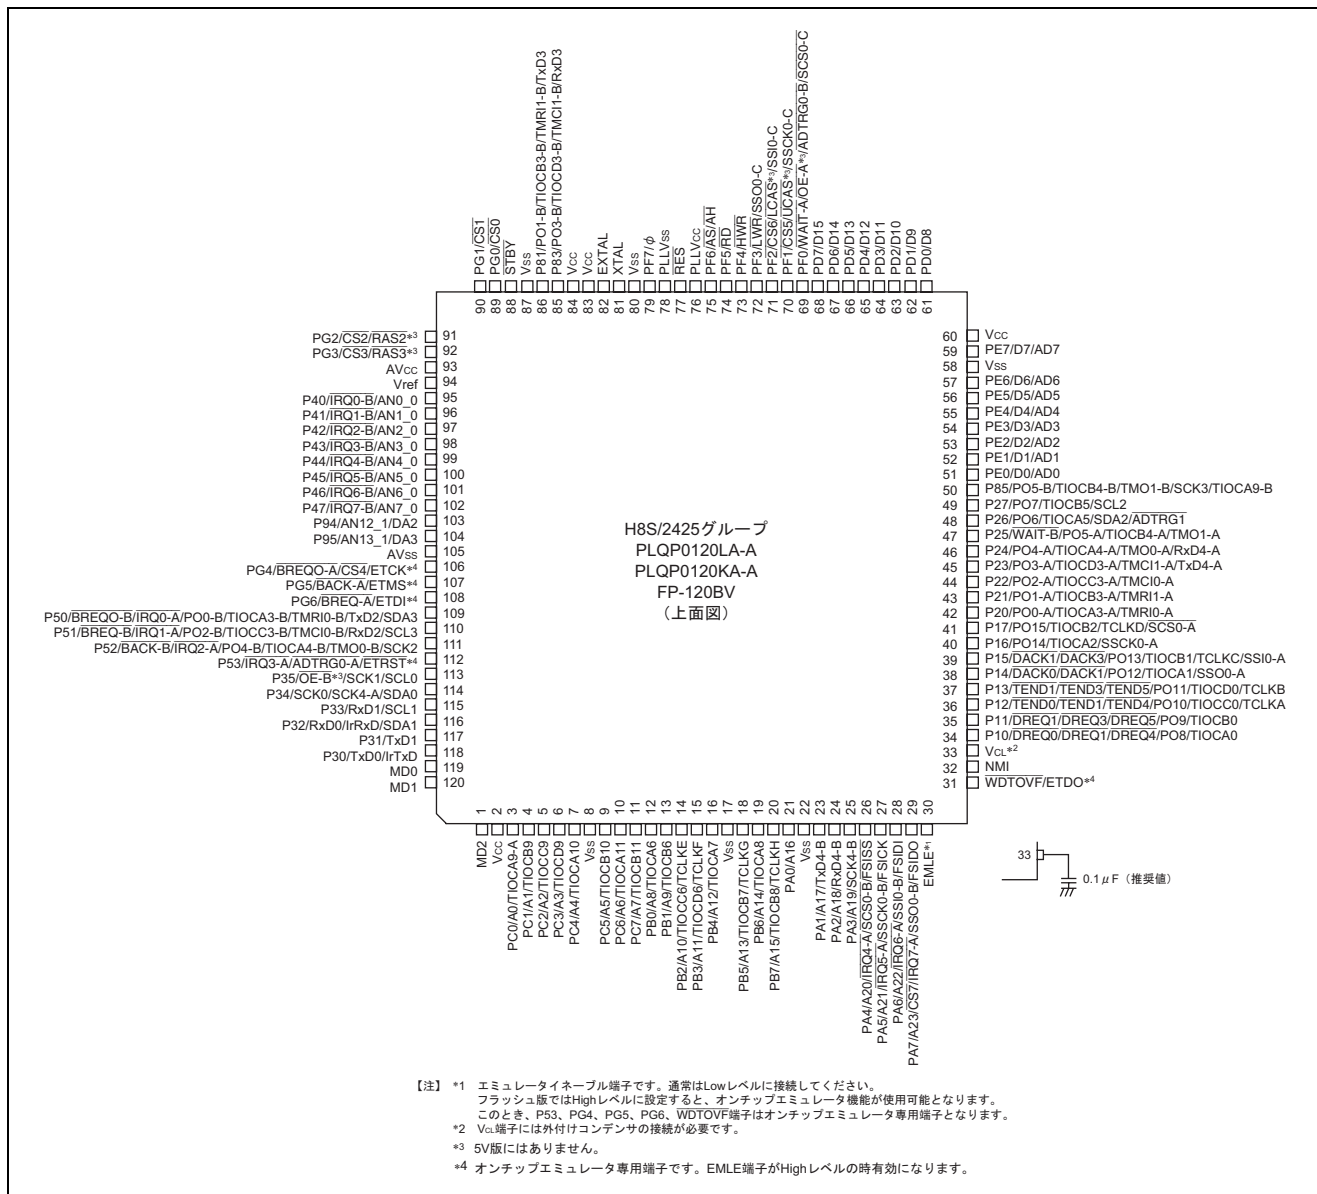 PG1/CS1
PG0/CS0
STBY
Vss
P81/PO1-B/TIOCB3-B/TMRI1-B/TxD3
P83/PO3-B/TIOCD3-B/TMCI1-B/RxD3
Vcc
Vcc
EXTAL
XTAL
Vss
PF7/φ
PLLVss
RES
PLLVcc
PF6/AS/AH
PF5/RD
PF4/HWR
PF3/LWR/SSO0-C
PF2/CS6/LCAS*3/SSI0-C
PF1/CS5/UCAS*3/SSCK0-C
PF0/WAIT-A/OE-A*3/ADTRG0-B/SCS0-C
PD7/D15
PD6/D14
PD5/D13
PD4/D12
PD3/D11
PD2/D10
PD1/D9
PD0/D8
90 89 88 87 86 85 84 83 82 81 80 79 78 77 76 75 74 73 72 71 70 69 68 67 66 65 64 63 62 61
PG2/CS2/RAS2*3 91
PG3/CS3/RAS3*3 92
AVcc 93
Vref 94
P40/IRQ0-B/AN0_0 95
P41/IRQ1-B/AN1_0 96
P42/IRQ2-B/AN2_0 97
P43/IRQ3-B/AN3_0 98
P44/IRQ4-B/AN4_0 99
P45/IRQ5-B/AN5_0 100
P46/IRQ6-B/AN6_0 101
P47/IRQ7-B/AN7_0 102
P94/AN12_1/DA2 103
P95/AN13_1/DA3 104
AVss 105
PG4/BREQO-A/CS4/ETCK*4 106
PG5/BACK-A/ETMS*4 107
PG6/BREQ-A/ETDI*4 108
P50/BREQO-B/IRQ0-A/PO0-B/TIOCA3-B/TMRI0-B/TxD2/SDA3 109
P51/BREQ-B/IRQ1-A/PO2-B/TIOCC3-B/TMCI0-B/RxD2/SCL3 110
P52/BACK-B/IRQ2-A/PO4-B/TIOCA4-B/TMO0-B/SCK2 111
P53/IRQ3-A/ADTRG0-A/ETRST*4 112
P35/OE-B*3/SCK1/SCL0 113
P34/SCK0/SCK4-A/SDA0 114
P33/RxD1/SCL1 115
P32/RxD0/IrRxD/SDA1 116
P31/TxD1 117
P30/TxD0/IrTxD 118
MD0 119
MD1 120
H8S/2425グループ
PLQP0120LA-A
PLQP0120KA-A
FP-120BV
（上面図）
60 Vcc
59 PE7/D7/AD7
58 Vss
57 PE6/D6/AD6
56 PE5/D5/AD5
55 PE4/D4/AD4
54 PE3/D3/AD3
53 PE2/D2/AD2
52 PE1/D1/AD1
51 PE0/D0/AD0
50 P85/PO5-B/TIOCB4-B/TMO1-B/SCK3/TIOCA9-B
49 P27/PO7/TIOCB5/SCL2
48 P26/PO6/TIOCA5/SDA2/ADTRG1
47 P25/WAIT-B/PO5-A/TIOCB4-A/TMO1-A
46 P24/PO4-A/TIOCA4-A/TMO0-A/RxD4-A
45 P23/PO3-A/TIOCD3-A/TMCI1-A/TxD4-A
44 P22/PO2-A/TIOCC3-A/TMCI0-A
43 P21/PO1-A/TIOCB3-A/TMRI1-A
42 P20/PO0-A/TIOCA3-A/TMRI0-A
41 P17/PO15/TIOCB2/TCLKD/SCS0-A
40 P16/PO14/TIOCA2/SSCK0-A
39 P15/DACK1/DACK3/PO13/TIOCB1/TCLKC/SSI0-A
38 P14/DACK0/DACK1/PO12/TIOCA1/SSO0-A
37 P13/TEND1/TEND3/TEND5/PO11/TIOCD0/TCLKB
36 P12/TEND0/TEND1/TEND4/PO10/TIOCC0/TCLKA
35 P11/DREQ1/DREQ3/DREQ5/PO9/TIOCB0
34 P10/DREQ0/DREQ1/DREQ4/PO8/TIOCA0
33 VCL*2
32 NMI
31 WDTOVF/ETDO*4
1 2 3 4 5 6 7 8 9 10 11 12 13 14 15 16 17 18 19 20 21 22 23 24 25 26 27 28 29 30
MD2
Vcc
PC0/A0/TIOCA9-A
PC1/A1/TIOCB9
PC2/A2/TIOCC9
PC3/A3/TIOCD9
PC4/A4/TIOCA10
Vss
PC5/A5/TIOCB10
PC6/A6/TIOCA11
PC7/A7/TIOCB11
PB0/A8/TIOCA6
PB1/A9/TIOCB6
PB2/A10/TIOCC6/TCLKE
PB3/A11/TIOCD6/TCLKF
PB4/A12/TIOCA7
Vss
PB5/A13/TIOCB7/TCLKG
PB6/A14/TIOCA8
PB7/A15/TIOCB8/TCLKH
PA0/A16
Vss
PA1/A17/TxD4-B
PA2/A18/RxD4-B
PA3/A19/SCK4-B
PA4/A20/IRQ4-A/SCS0-B/FSISS
PA5/A21/IRQ5-A/SSCK0-B/FSICK
PA6/A22/IRQ6-A/SSI0-B/FSIDI
PA7/A23/CS7/IRQ7-A/SSO0-B/FSIDO
EMLE*1
33
0.1μF（推奨値）
【注】 *1 エミュレータイネーブル端子です。通常はLowレベルに接続してください。
フラッシュ版ではHighレベルに設定すると、オンチップエミュレータ機能が使用可能となります。
このとき、P53、PG4、PG5、PG6、WDTOVF端子はオンチップエミュレータ専用端子となります。
*2 VCL端子には外付けコンデンサの接続が必要です。
*3 5V版にはありません。
*4 オンチップエミュレータ専用端子です。EMLE端子がHighレベルの時有効になります。